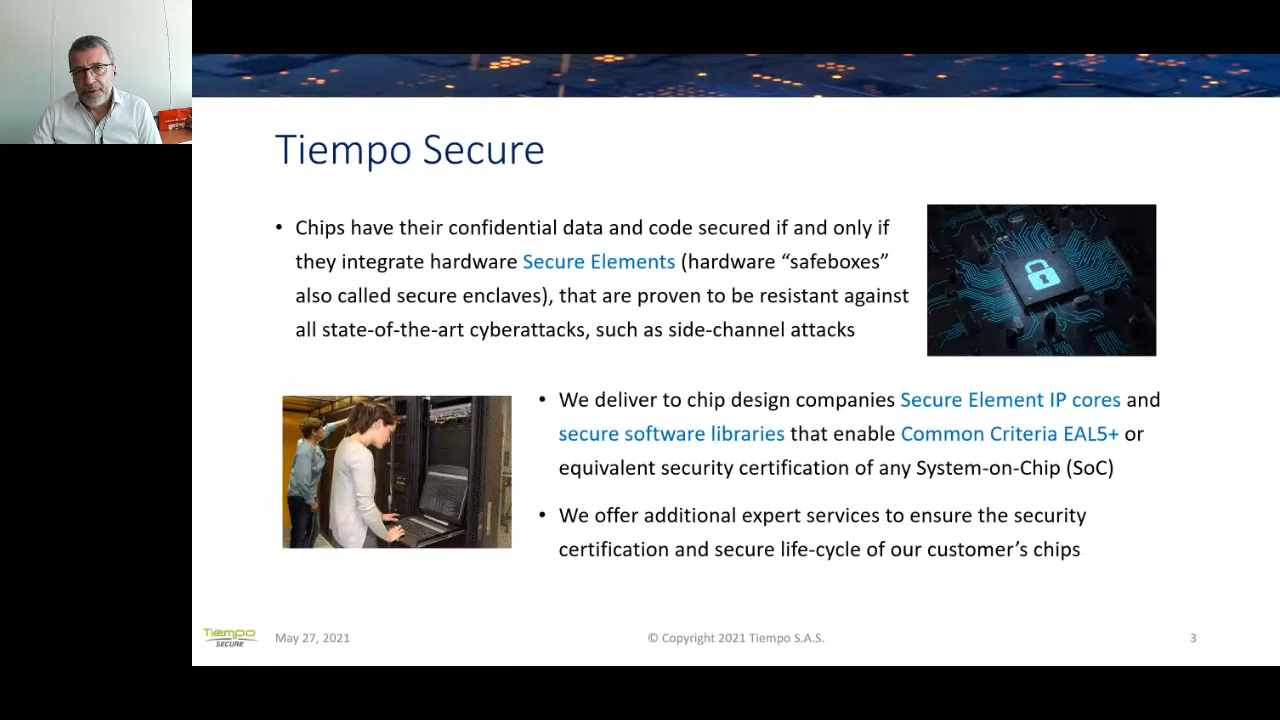 Tiempo Secure
• Chips have their confidential data and code secured if and only if
they integrate hardware Secure Elements (hardware “safeboxes”
also called secure enclaves), that are proven to be resistant against
all state-of-the-art cyberattacks, such as side-channel attacks
• We deliver to chip design companies Secure Element IP cores and
secure software libraries that enable Common Criteria EAL5+ or
equivalent security certification of any System-on-Chip (SoC)
• We offer additional expert services to ensure the security
certification and secure life-cycle of our customer’s chips
Tiempo
SECURE
May 27, 2021
© Copyright 2021 Tiempo S.A.S.
3